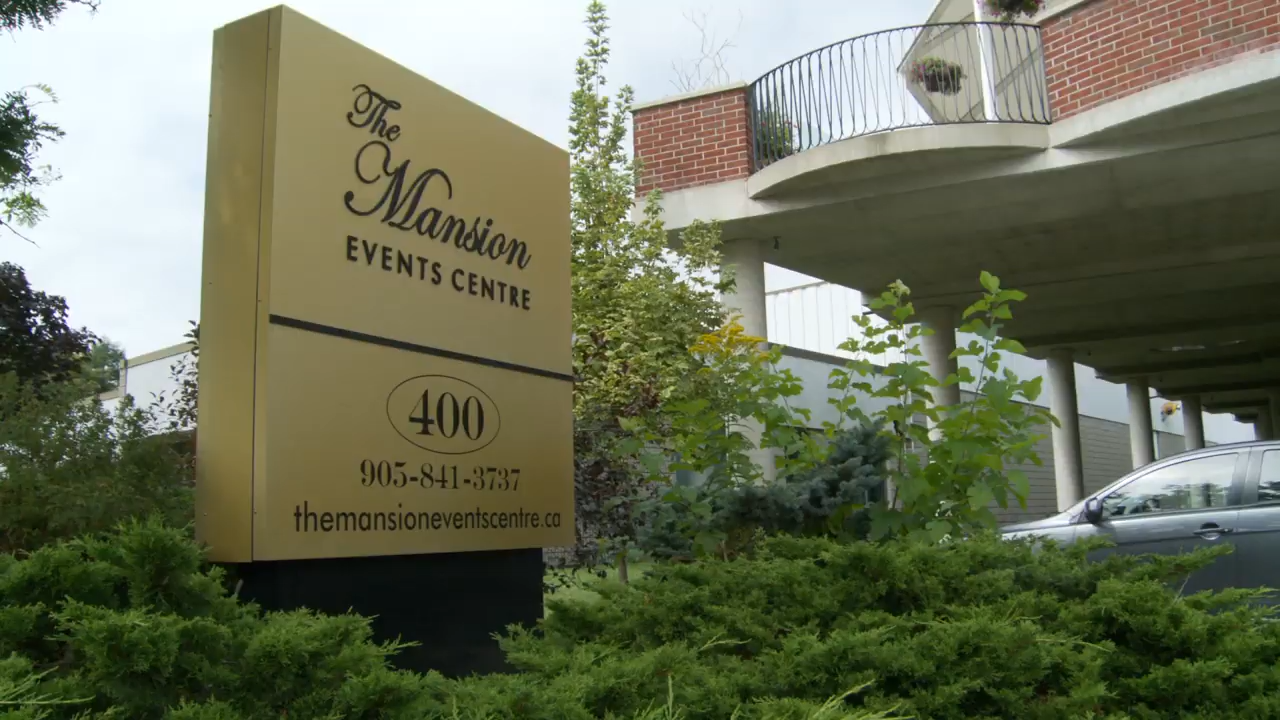 The
Mansion
EVENTS CENTRE
400
905-841-3737
themansioneventscentre.ca